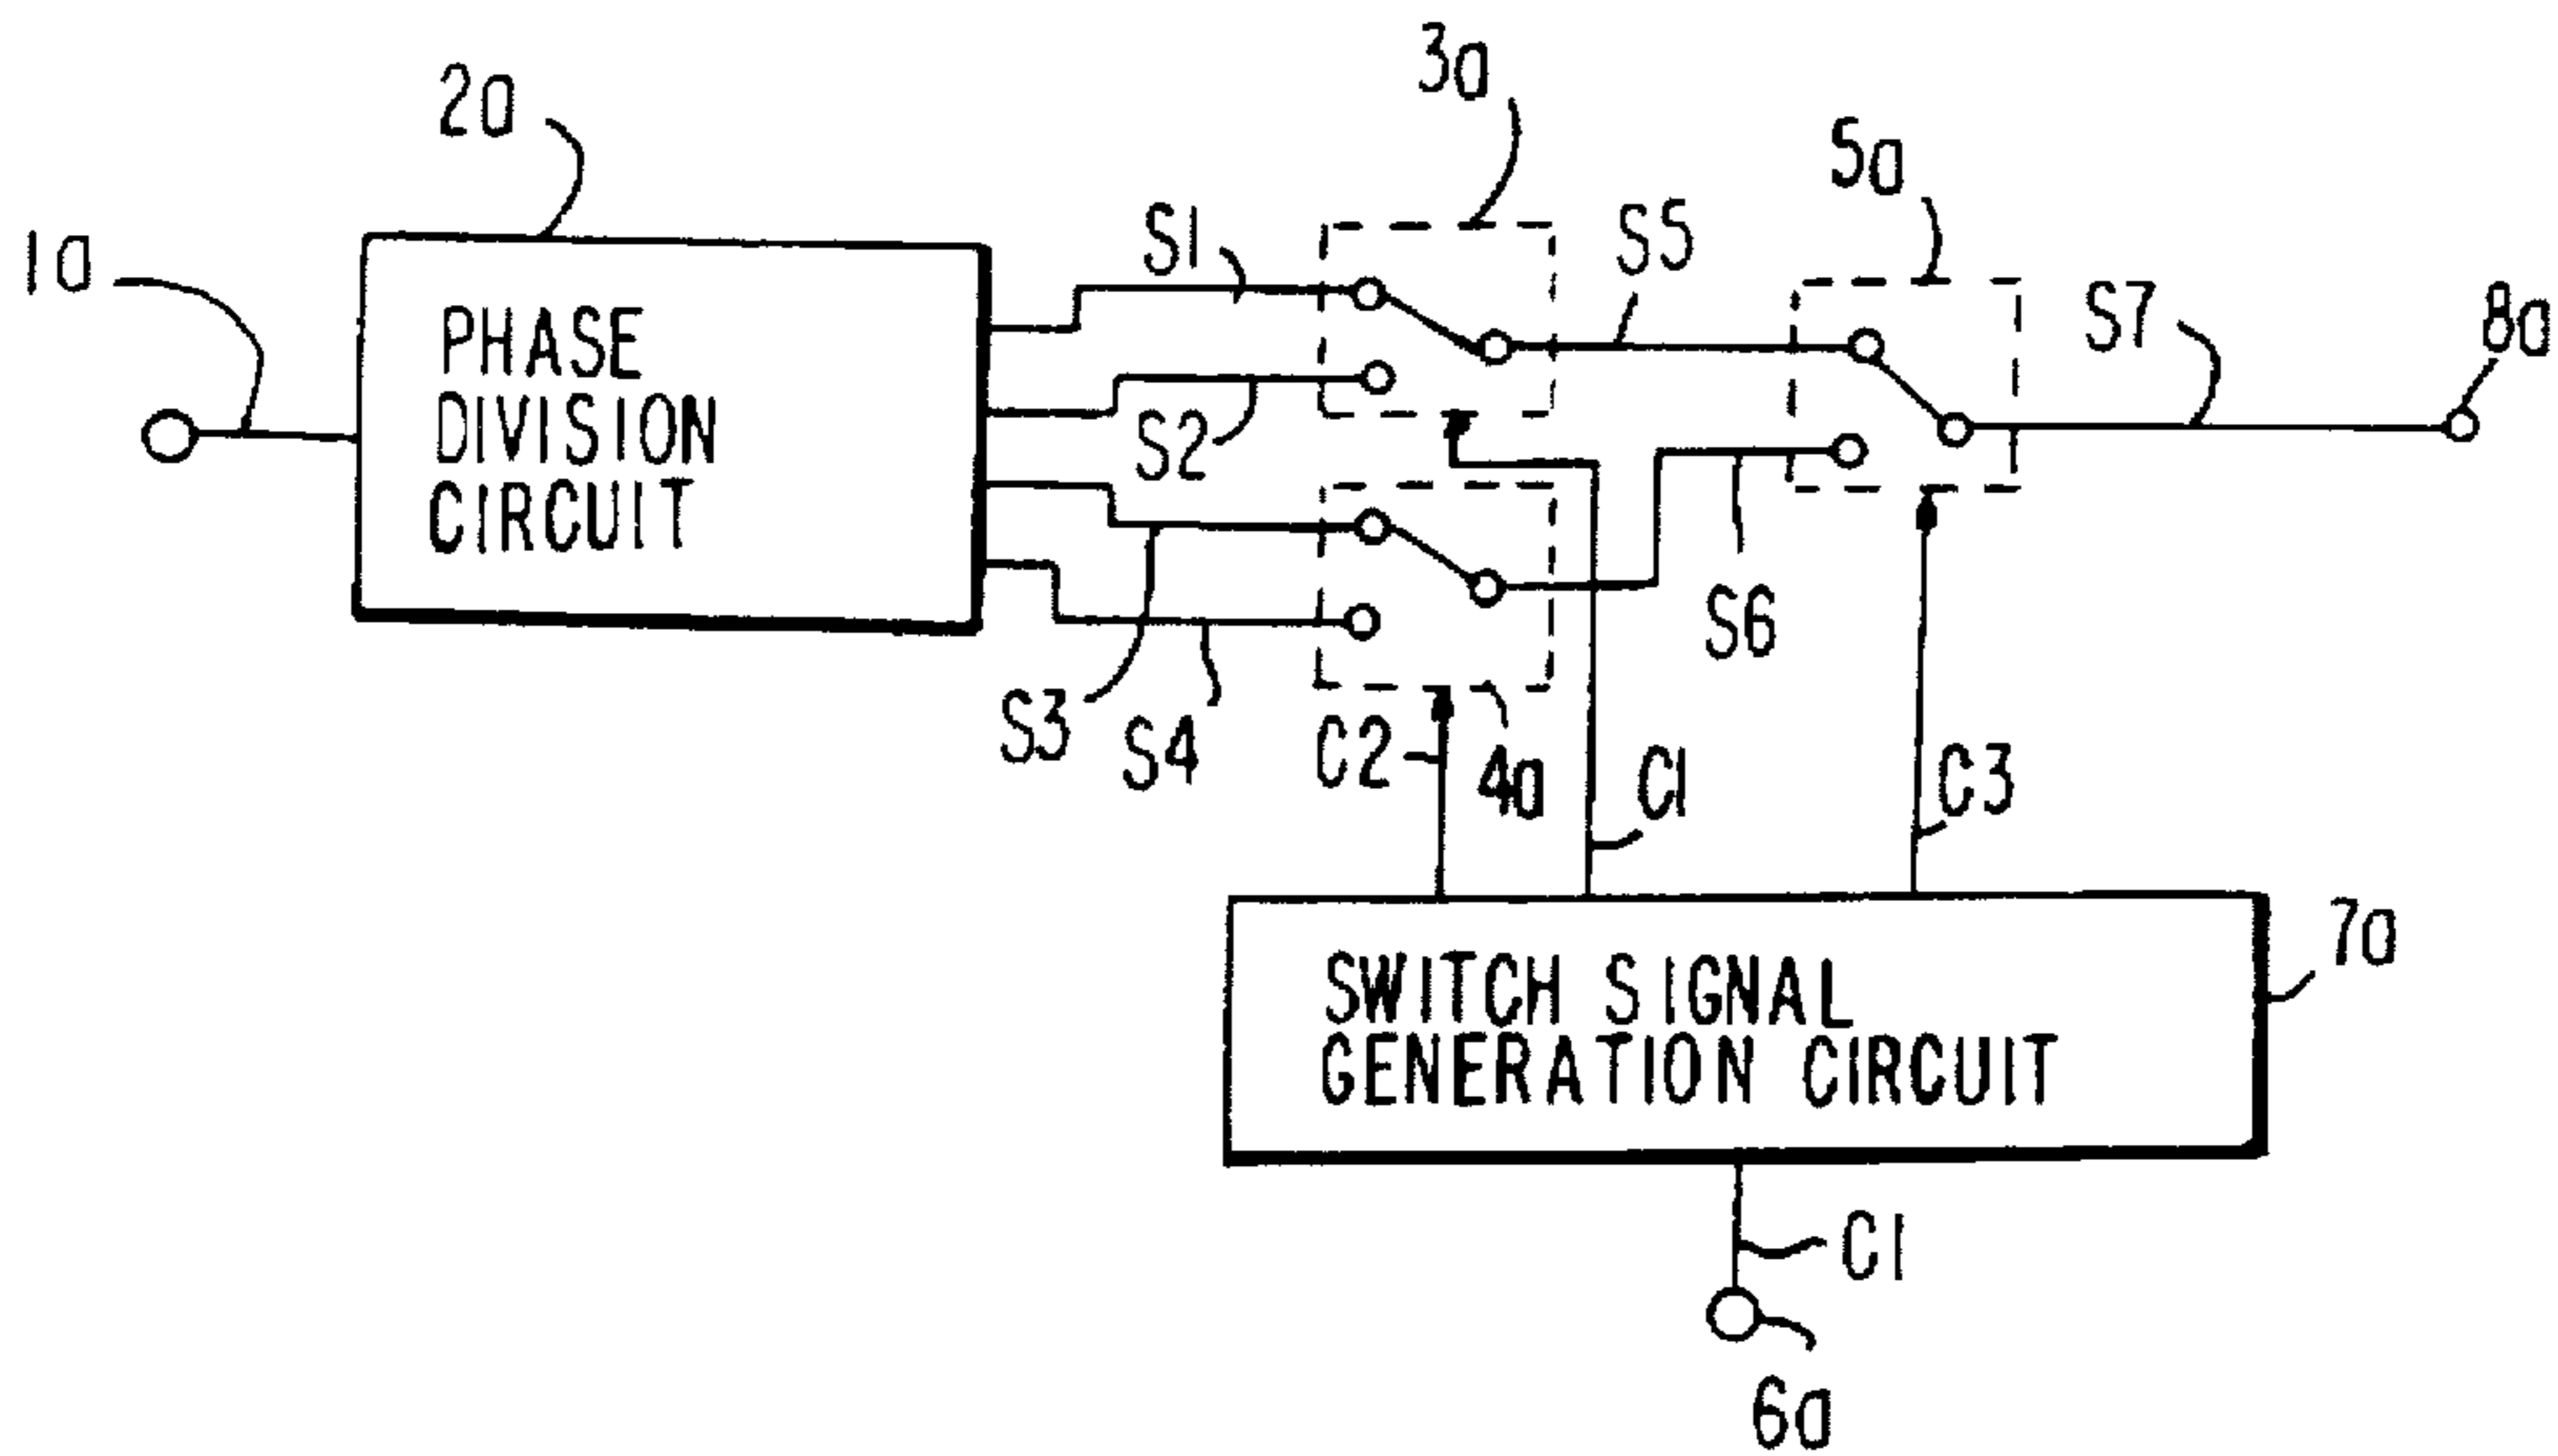 3a
2a
5a
S1
S5
1a
S7
8a
PHASE
DIVISION
CIRCUIT
S2
S6
S3
S4
C2
4a
C1
C3
7a
SWITCH SIGNAL
GENERATION CIRCUIT
C1
6a